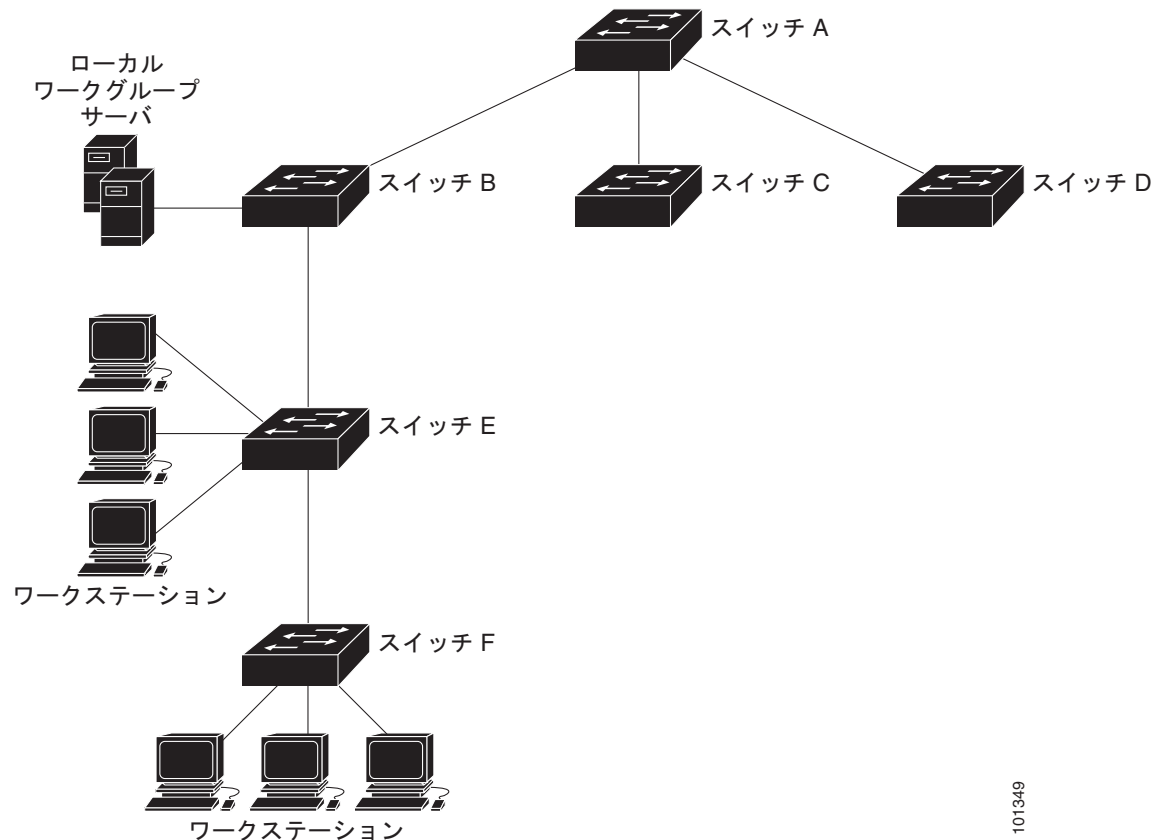 スイッチ A
ローカル
ワークグループ
サーバ
スイッチ B
スイッチ C
スイッチ D
スイッチ E
ワークステーション
スイッチ F
ワークステーション
101349